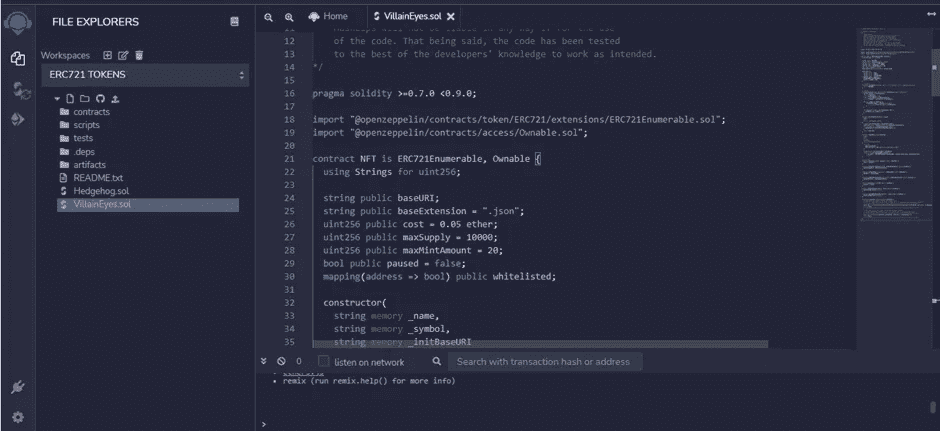 FILE EXPLORERS
Workspaces
ERC721 TOKENS
contracts
scripts
tests
.deps
artifacts
README.txt
Hedgehog.sol
VillainEyes.sol
Home
VillainEyes.sol
11
12 of the code. That being said, the code has been tested
13 to the best of the developers' knowledge to work as intended.
14 */
15
16 pragma solidity >=0.7.0 <0.9.0;
17
18 import "@openzeppelin/contracts/token/ERC721/extensions/ERC721Enumerable.sol";
19 import "@openzeppelin/contracts/access/Ownable.sol";
20
21 contract NFT is ERC721Enumerable, Ownable {
22 using Strings for uint256;
23
24 string public baseURI;
25 string public baseExtension = ".json";
26 uint256 public cost = 0.05 ether;
27 uint256 public maxSupply = 10000;
28 uint256 public maxMintAmount = 20;
29 bool public paused = false;
30 mapping(address => bool) public whitelisted;
31
32 constructor(
33 string memory _name,
34 string memory _symbol,
35 string memory _initBaseURI
0 listen on network Search with transaction hash or address
• remix (run remix.help() for more info)
>